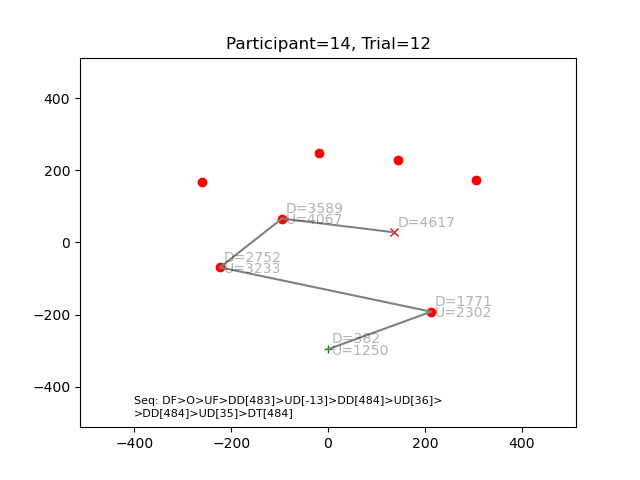 Participant=14, Trial=12
400
200
0
−200
−400
D=3589
U=4067
D=4617
D=2752
U=3233
D=1771
U=2302
D=382
U=1250
Seq: DF>O>UF>DD[483]>UD[-13]>DD[484]>UD[36]>
>DD[484]>UD[35]>DT[484]
−400
−200
0
200
400